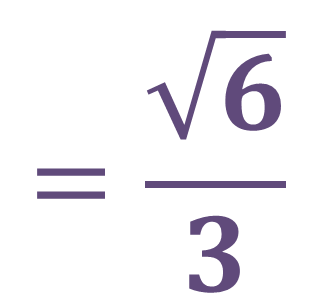 = √6/3